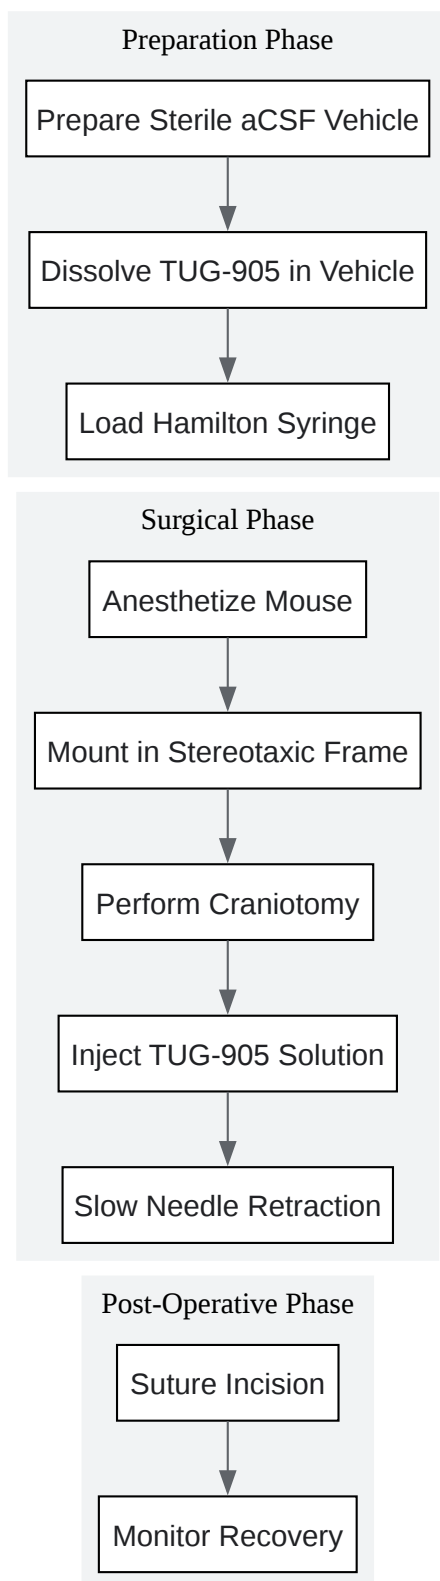 Preparation Phase
Prepare Sterile aCSF Vehicle
Dissolve TUG-905 in Vehicle
Load Hamilton Syringe
Surgical Phase
Anesthetize Mouse
Mount in Stereotaxic Frame
Perform Craniotomy
Inject TUG-905 Solution
Slow Needle Retraction
Post-Operative Phase
Suture Incision
Monitor Recovery